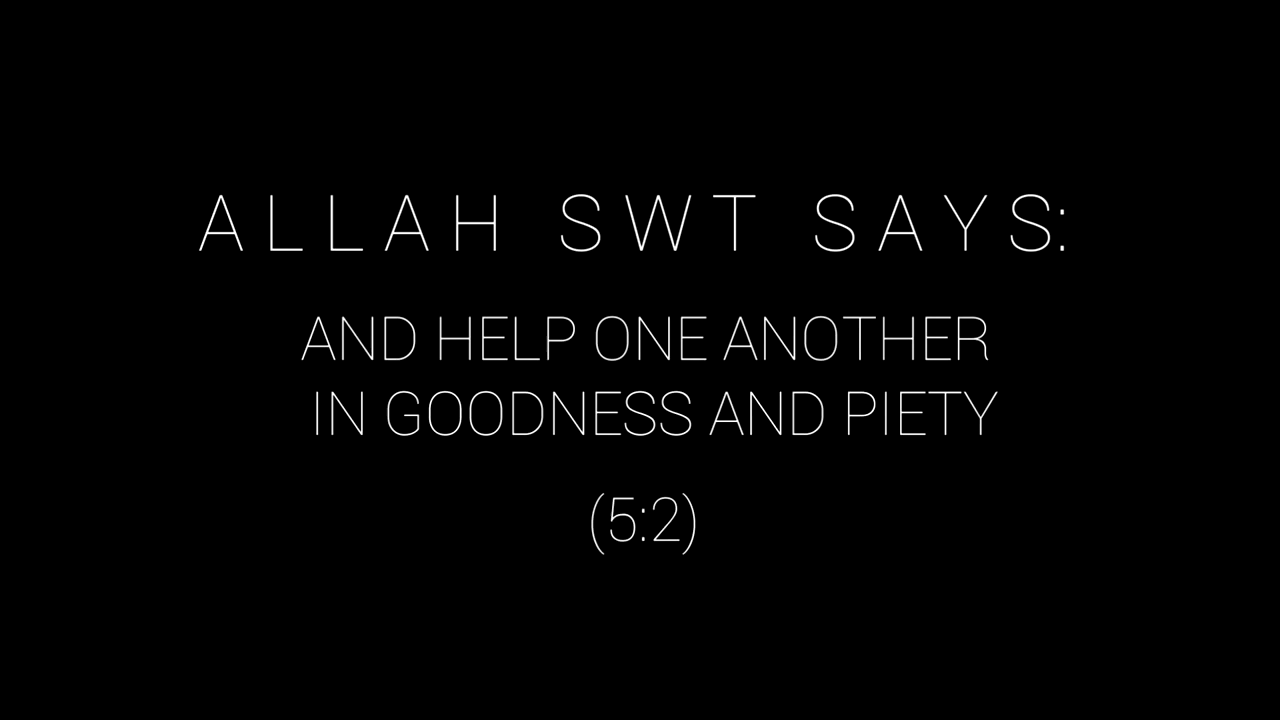 ALLAH SWT SAYS:
AND HELP ONE ANOTHER
IN GOODNESS AND PIETY
(5:2)